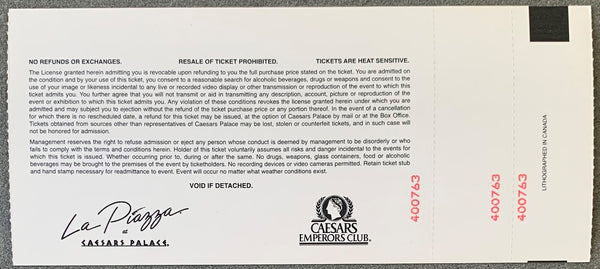 NO REFUNDS OR EXCHANGES. RESALE OF TICKET PROHIBITED. TICKETS ARE HEAT SENSITIVE.
The License granted herein admitting you is revocable upon refunding to you the full purchase price stated on the ticket. You are admitted on
the condition and by your use of this ticket, you consent to a reasonable search for alcoholic beverages, drugs or weapons and consent to the
use of your image or likeness incidental to any live or recorded video display or other transmission or reproduction of the event to which this
ticket admits you. You further agree that you will not transmit or aid in transmitting any description, account, picture or reproduction of the
event or exhibition to which this ticket admits you. Any violation of these conditions revokes the license granted herein under which you are
admitted and may subject you to ejection without the refund of the ticket purchase price or any portion thereof. In the event of a cancellation
for which there is no rescheduled date, a refund for this ticket may be issued, at the option of Caesars Palace by mail or at the Box Office.
Tickets obtained from sources other than representatives of Caesars Palace may be lost, stolen or counterfeit tickets, and in such case will
not be honored for admission.
Management reserves the right to refuse admission or eject any person whose conduct is deemed by management to be disorderly or who
fails to comply with the terms and conditions herein. Holder of this ticket voluntarily assumes all risks and danger incidental to the events for
which this ticket is issued. Whether occurring prior to, during or after the same. No drugs, weapons, glass containers, food or alcoholic
beverages may be brought to the premises of the event by ticketholders. No recording devices or video cameras permitted. Retain ticket stub
and hand stamp necessary for readmittance to event. Event will occur no matter what weather conditions exist.
VOID IF DETACHED.
La Piazza
at
CAESARS PALACE.
CAESARS
EMPERORS CLUB®
400763
400763
400763
LITHOGRAPHED IN CANADA